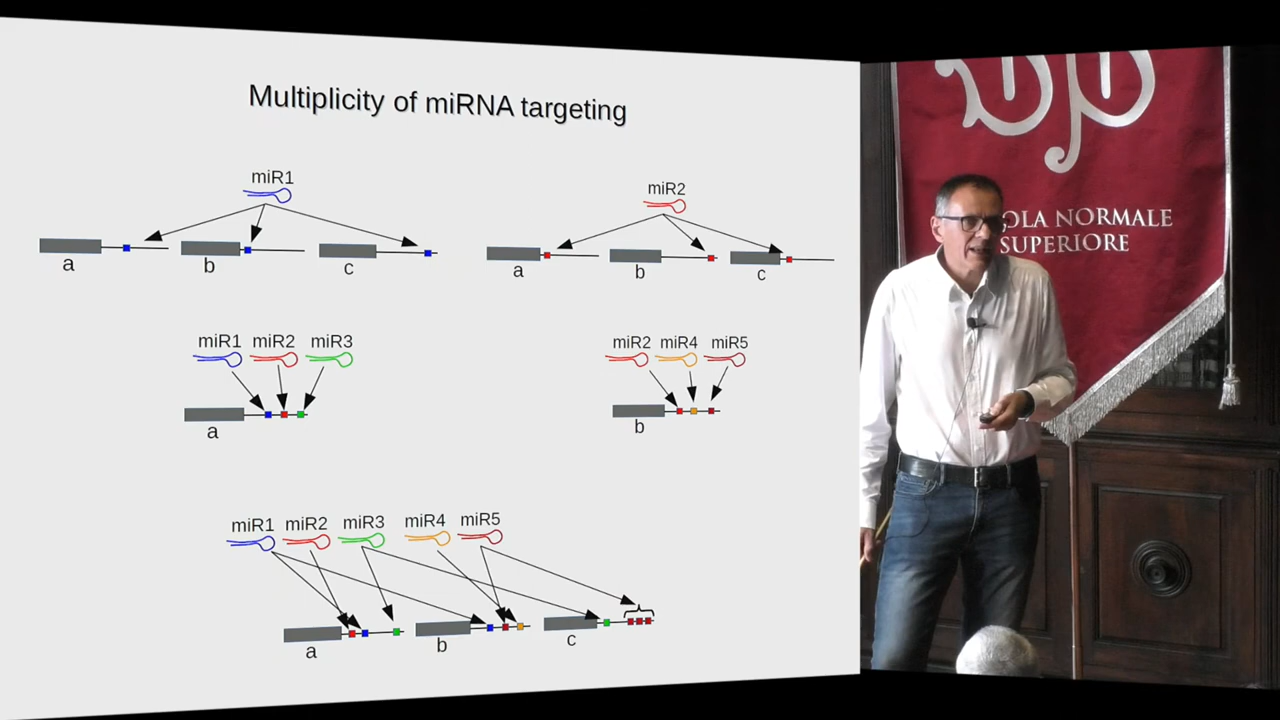 Multiplicity of miRNA targeting
miR1
miR2
a
b
c
a
b
c
miR1 miR2 miR3
miR2 miR4 miR5
a
b
miR1 miR2 miR3 miR4 miR5
a
b
c
OLA NORMALE
SUPERIORE